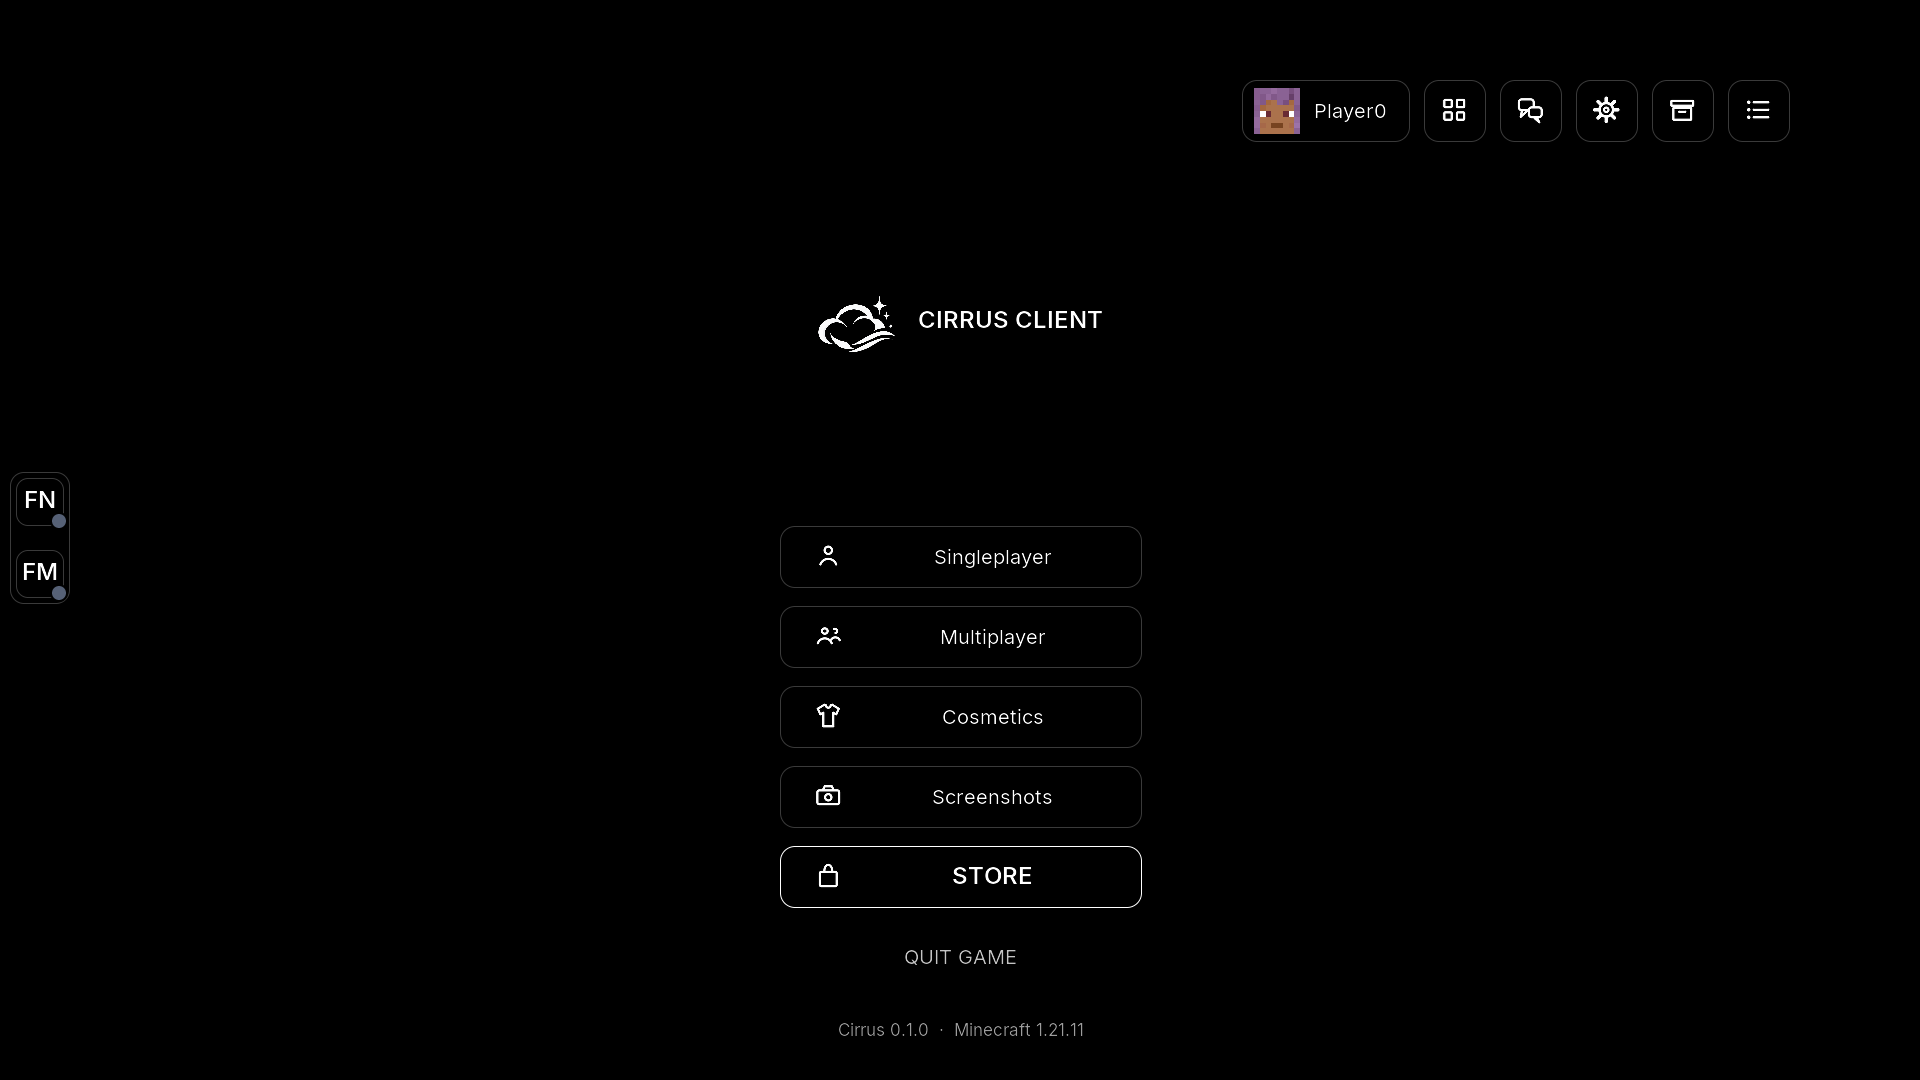 Player0
CIRRUS CLIENT
FN
FM
Singleplayer
Multiplayer
Cosmetics
Screenshots
STORE
QUIT GAME
Cirrus 0.1.0 · Minecraft 1.21.11